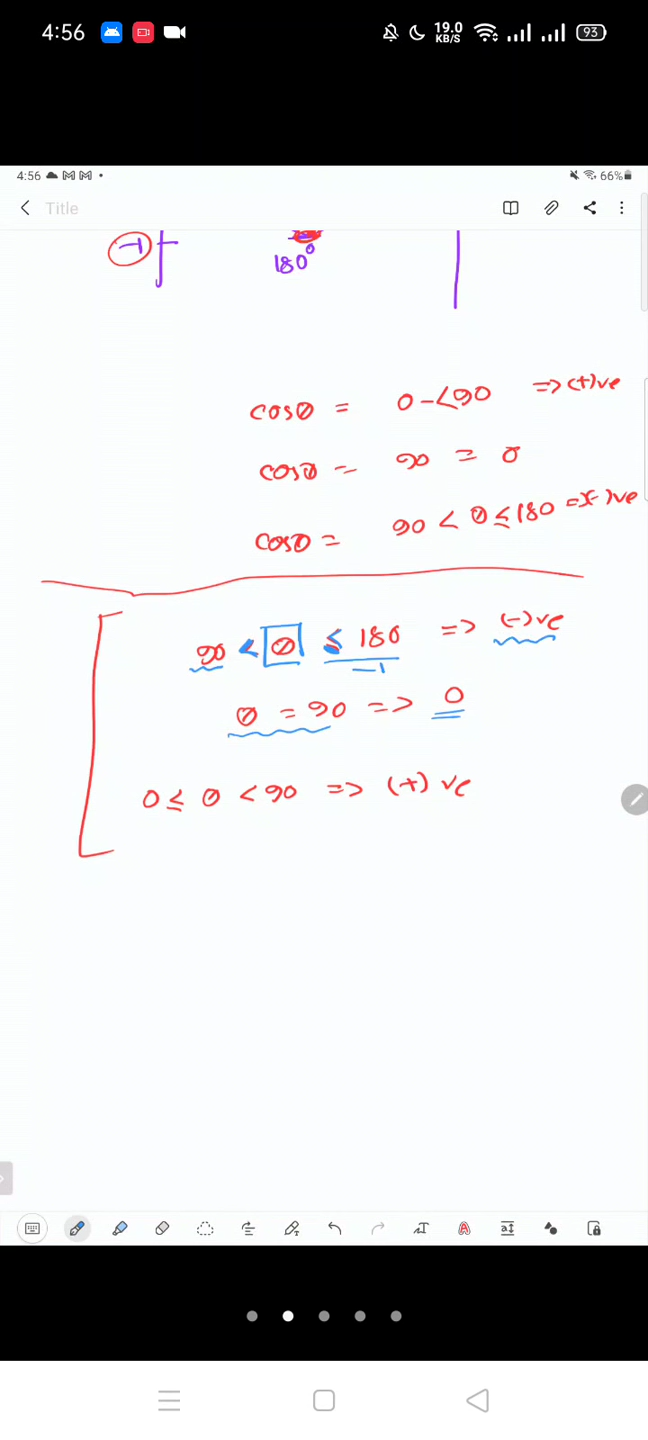 4:56 19.0 KB/S 93
4:56 66%
Title
-1
180°
cosθ = 0-<90 => (+)ve
cosθ = 90 = 0
cosθ = 90 < θ ≤ 180 => (-)ve
90 < θ ≤ 180 => (-)ve
-1
θ = 90 => 0
0 ≤ θ < 90 => (+) ve